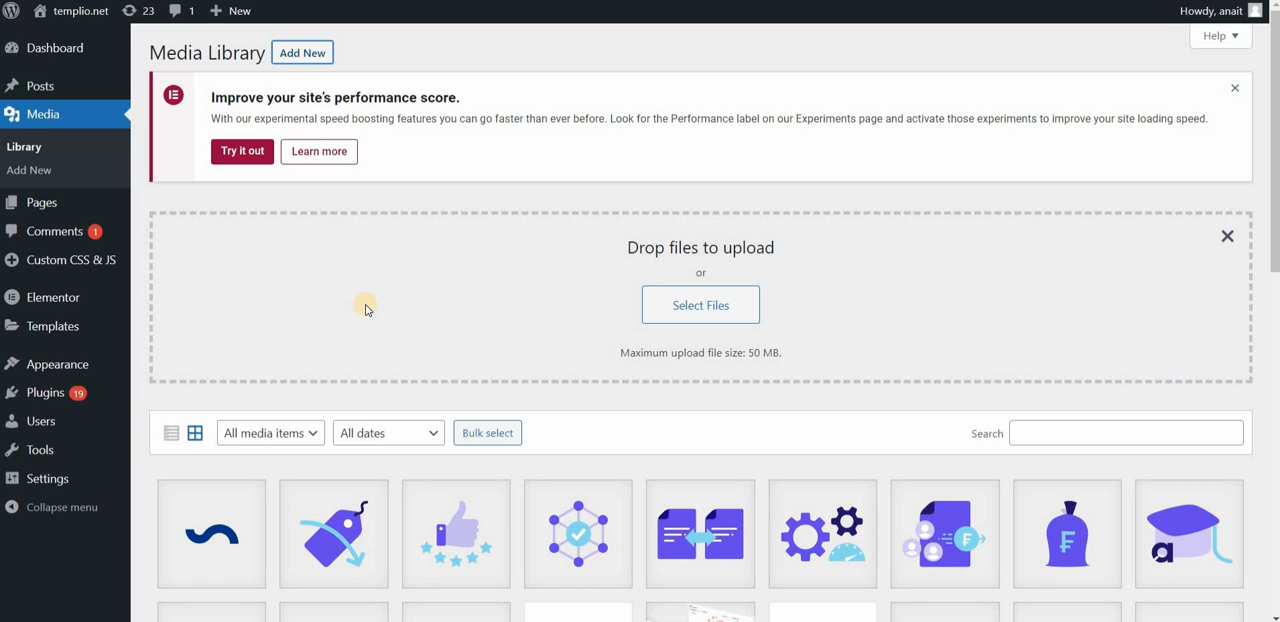 templio.net 23 1 New Howdy, anait
Help
Dashboard
Posts
Media
Library
Add New
Pages
Comments 1
Custom CSS & JS
Elementor
Templates
Appearance
Plugins 19
Users
Tools
Settings
Collapse menu
Media Library Add New
Improve your site's performance score.
With our experimental speed boosting features you can go faster than ever before. Look for the Performance label on our Experiments page and activate those experiments to improve your site loading speed.
Try it out Learn more
Drop files to upload
or
Select Files
Maximum upload file size: 50 MB.
All media items All dates Bulk select Search